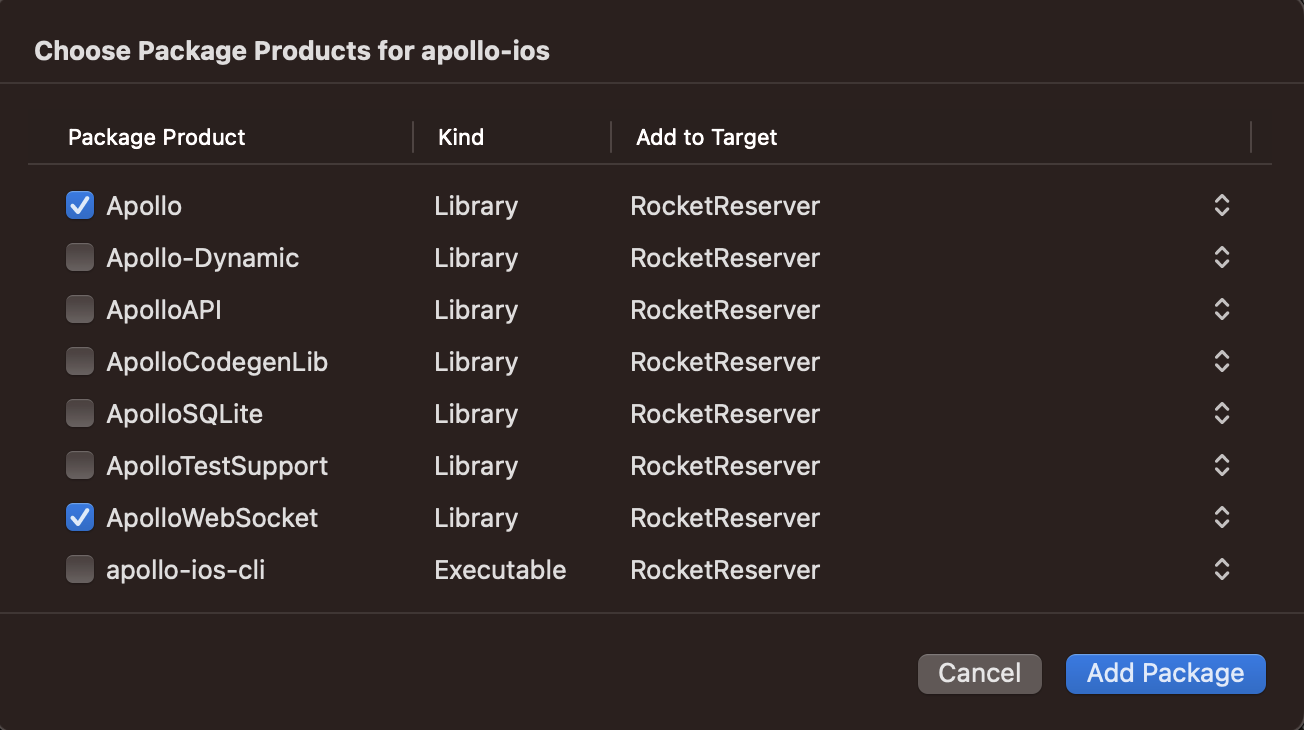 Choose Package Products for apollo-ios
Package Product Kind Add to Target
Apollo Library RocketReserver
Apollo-Dynamic Library RocketReserver
ApolloAPI Library RocketReserver
ApolloCodegenLib Library RocketReserver
ApolloSQLite Library RocketReserver
ApolloTestSupport Library RocketReserver
ApolloWebSocket Library RocketReserver
apollo-ios-cli Executable RocketReserver
Cancel Add Package